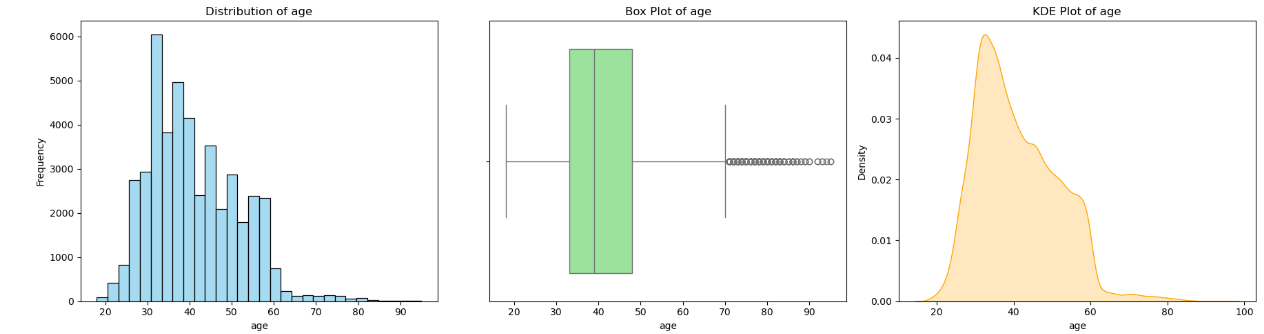 Distribution of age
6000
5000
4000
3000
2000
1000
0
Frequency
20 30 40 50 60 70 80 90
age
Box Plot of age
20 30 40 50 60 70 80 90
age
KDE Plot of age
0.04
0.03
0.02
0.01
0.00
Density
20 40 60 80 100
age